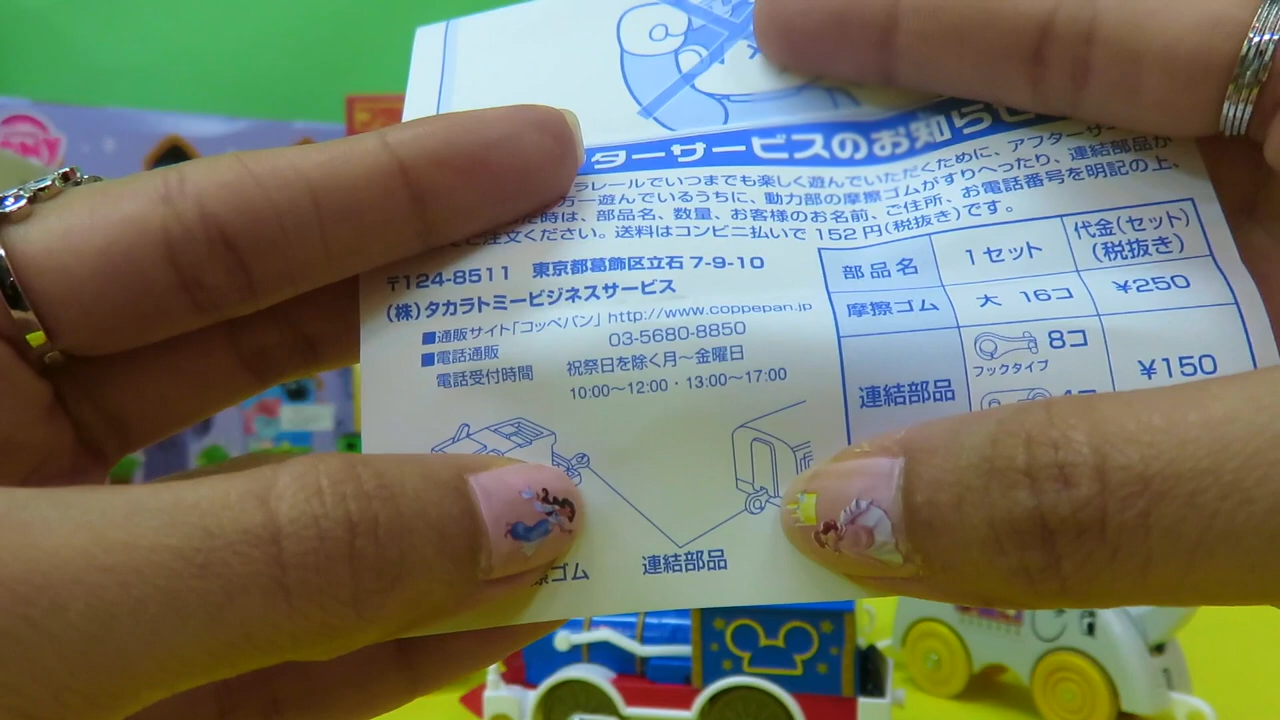 ターサービスのお知らせ
ラレールでいつまでも楽しく遊んでいただくために、アフターサー
万一遊んでいるうちに、動力部の摩擦ゴムがすりへったり、連結部品が
た時は、部品名、数量、お客様のお名前、ご住所、お電話番号を明記の上、
ご注文ください。送料はコンビニ払いで152円(税抜き)です。
〒124-8511 東京都葛飾区立石7-9-10
(株)タカラトミービジネスサービス
■通販サイト「コッペパン」http://www.coppepan.jp
■電話通販 03-5680-8850
電話受付時間 祝祭日を除く月～金曜日
10:00～12:00・13:00～17:00
部品名 1セット 代金(セット)(税抜き)
摩擦ゴム 大 16コ ¥250
連結部品 8コ ¥150
フックタイプ
4コ
擦ゴム
連結部品